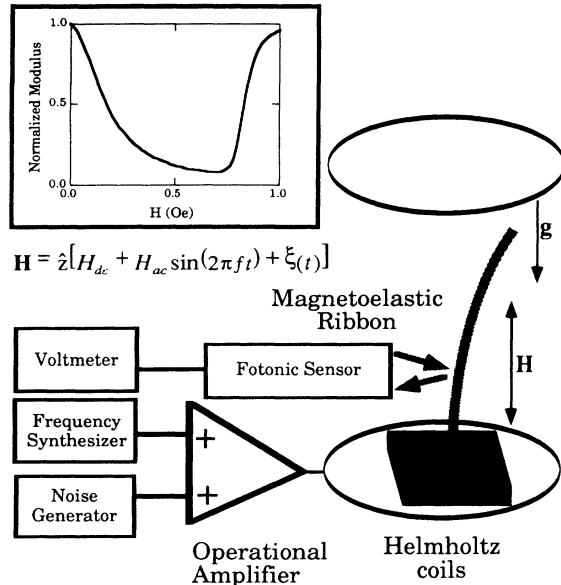 1.0
Normalized Modulus
0.5
0.0
0.0
0.5
1.0
H (Oe)
g
H = ẑ[H_dc + H_ac sin(2πft) + ξ(t)]
Magnetoelastic
Ribbon
H
Voltmeter
Fotonic Sensor
Frequency
Synthesizer
+
Noise
Generator
+
Operational
Amplifier
Helmholtz
coils